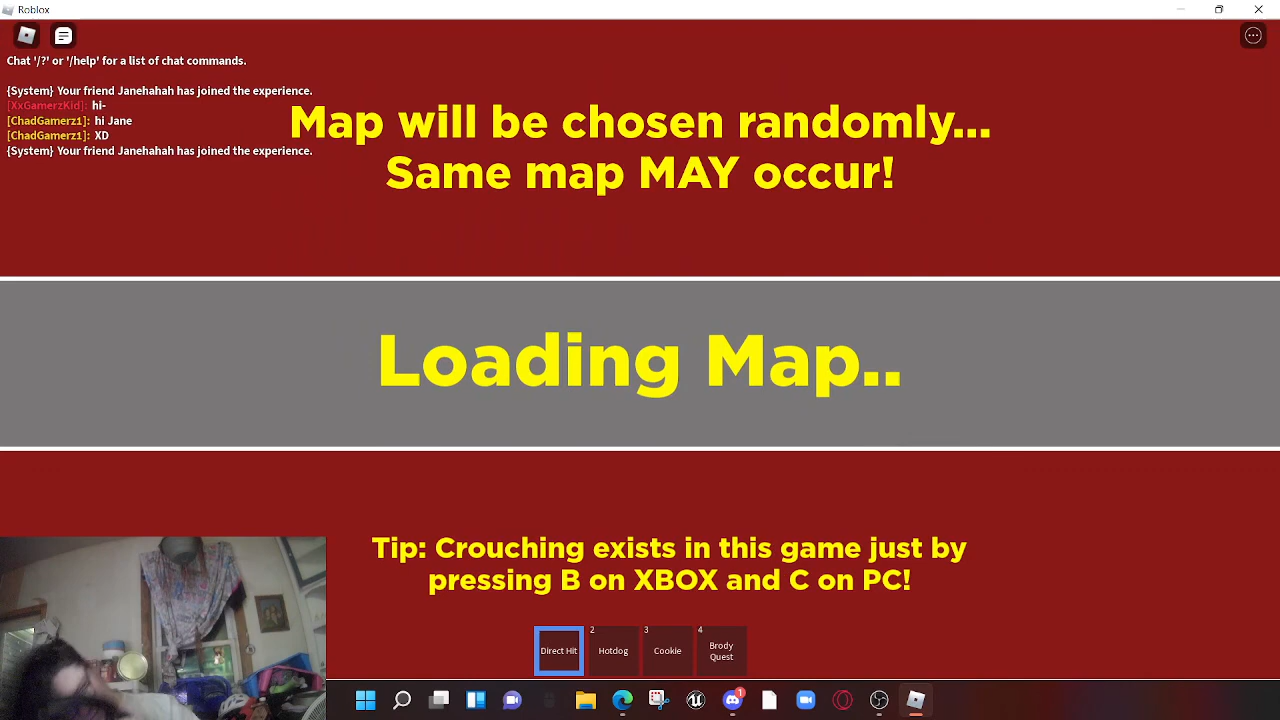 Roblox
Chat '/?' or '/help' for a list of chat commands.
{System} Your friend Janehahah has joined the experience.
[XxGamerzKid]: hi-
[ChadGamerz1]: hi Jane
[ChadGamerz1]: XD
{System} Your friend Janehahah has joined the experience.
Map will be chosen randomly...
Same map MAY occur!
Loading Map..
Tip: Crouching exists in this game just by
pressing B on XBOX and C on PC!
Direct Hit
2
Hotdog
3
Cookie
4
Brody
Quest
1